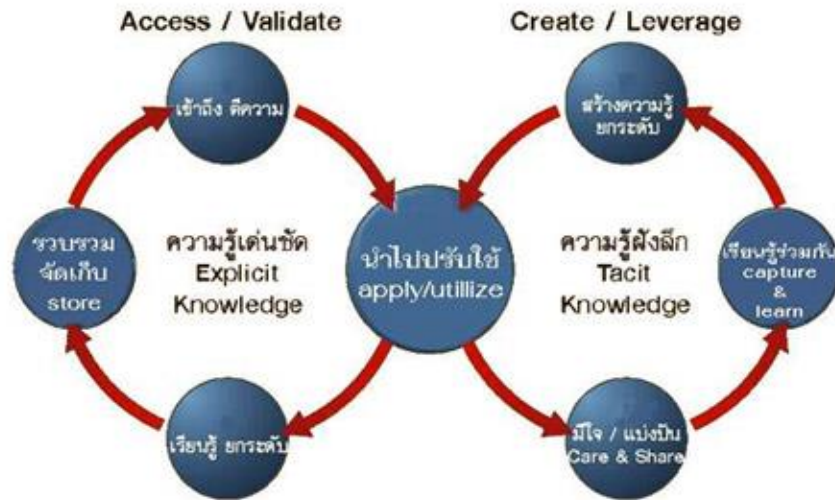 Access / Validate
Create / Leverage
เข้าถึง ตีความ
สร้างความรู้
ยกระดับ
รวบรวม
จัดเก็บ
store
ความรู้เด่นชัด
Explicit
Knowledge
นำไปปรับใช้
apply/utillize
ความรู้ฝังลึก
Tacit
Knowledge
เรียนรู้ร่วมกัน
capture
&
learn
เรียนรู้ ยกระดับ
มีใจ / แบ่งปัน
Care & Share